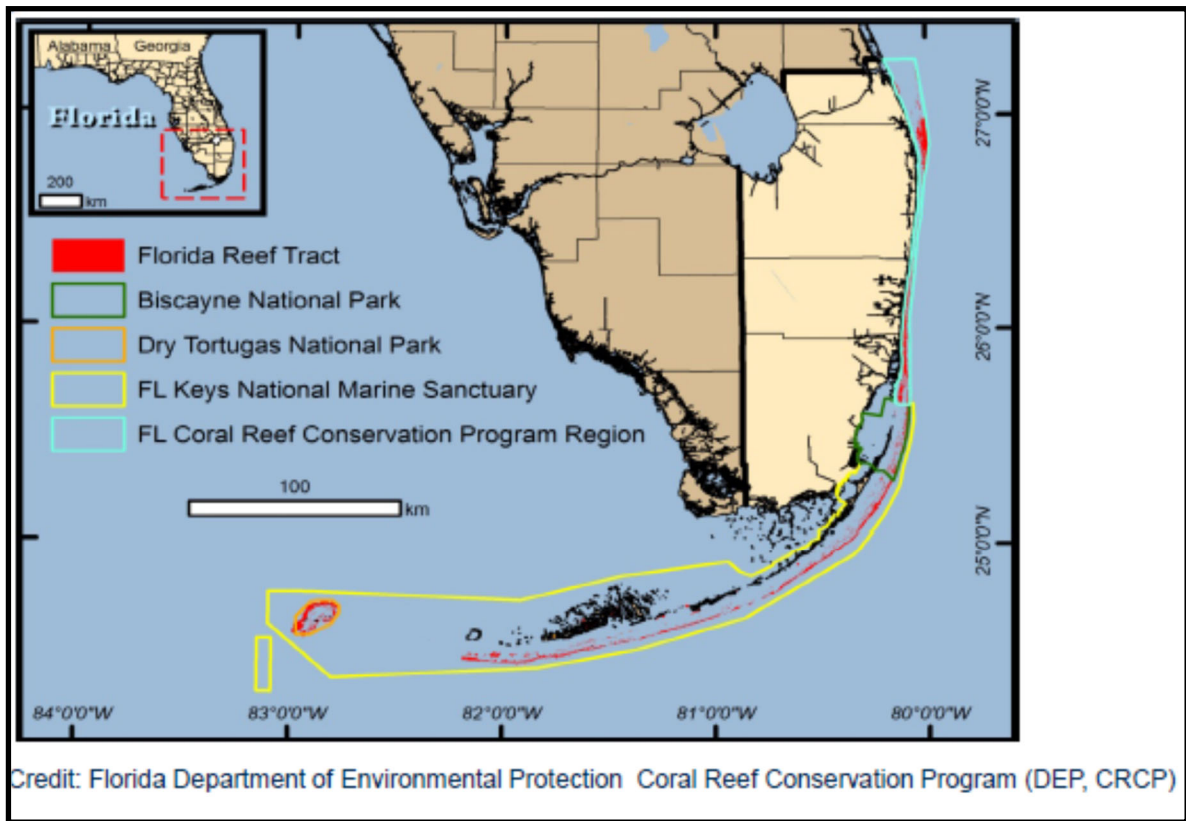 Alabama Georgia
Florida
200
km
Florida Reef Tract
Biscayne National Park
Dry Tortugas National Park
FL Keys National Marine Sanctuary
FL Coral Reef Conservation Program Region
100
km
27°0'0"N
26°0'0"N
25°0'0"N
84°0'0"W 83°0'0"W 82°0'0"W 81°0'0"W 80°0'0"W
Credit: Florida Department of Environmental Protection Coral Reef Conservation Program (DEP, CRCP)